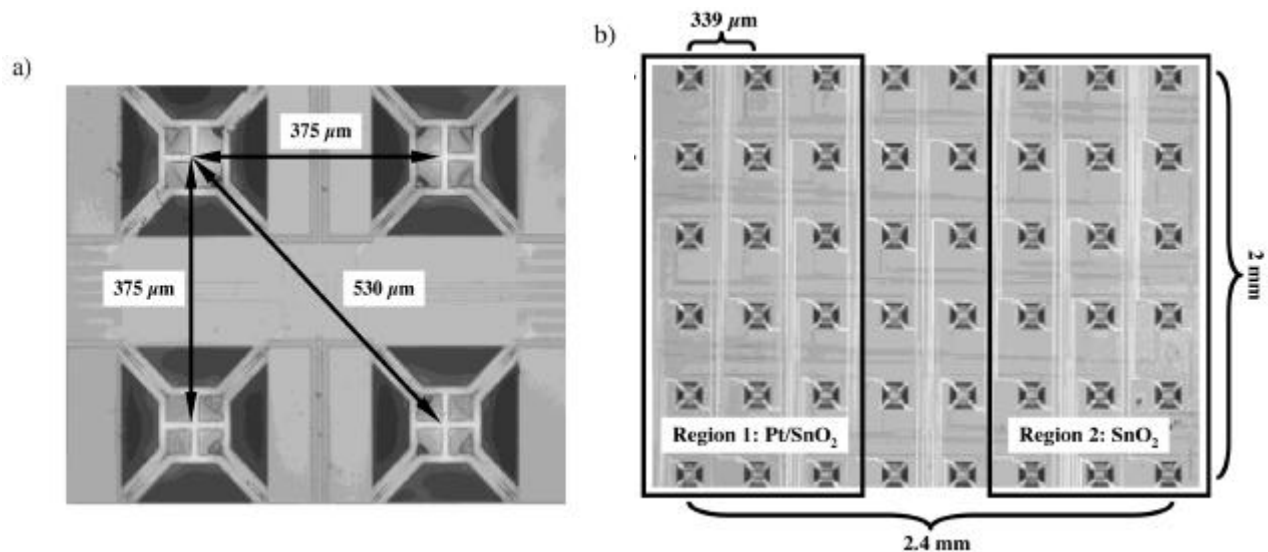 a)
375 μm
375 μm
530 μm
b)
339 μm
2 mm
Region 1: Pt/SnO₂
Region 2: SnO₂
2.4 mm